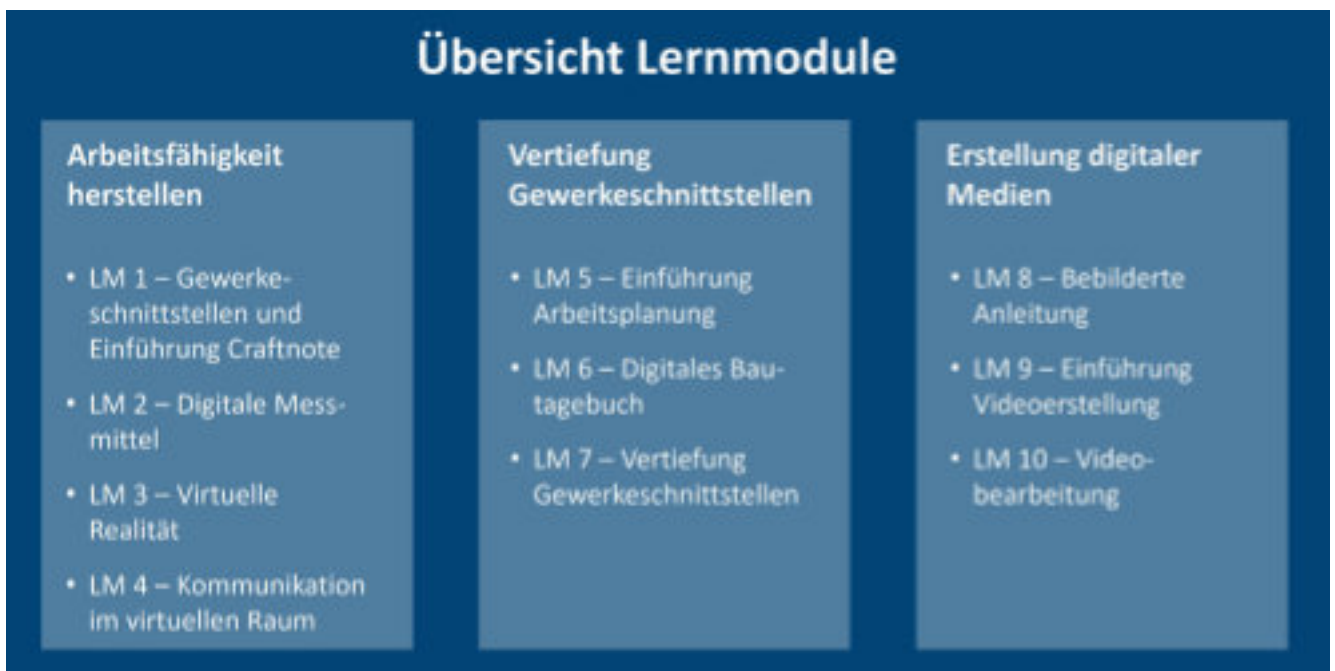 Übersicht Lernmodule
Arbeitsfähigkeit
herstellen
• LM 1 – Gewerke-
schnittstellen und
Einführung Craftnote
• LM 2 – Digitale Mess-
mittel
• LM 3 – Virtuelle
Realität
• LM 4 – Kommunikation
im virtuellen Raum
Vertiefung
Gewerkeschnittstellen
• LM 5 – Einführung
Arbeitsplanung
• LM 6 – Digitales Bau-
tagebuch
• LM 7 – Vertiefung
Gewerkeschnittstellen
Erstellung digitaler
Medien
• LM 8 – Bebilderte
Anleitung
• LM 9 – Einführung
Videoerstellung
• LM 10 – Video-
bearbeitung